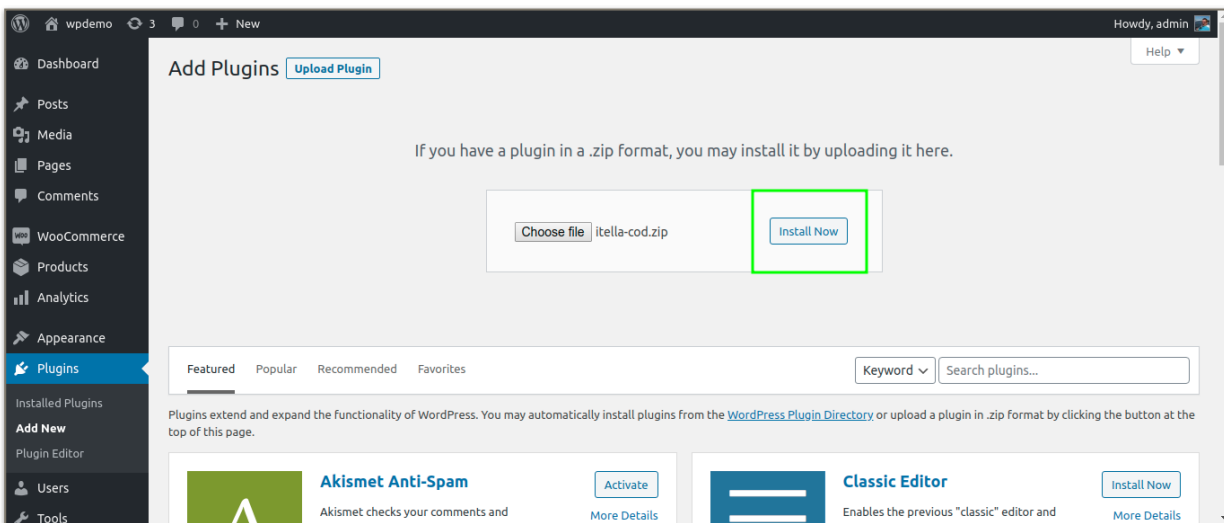 wpdemo 3 0 + New Howdy, admin
Help ▼
Dashboard
Posts
Media
Pages
Comments
WooCommerce
Products
Analytics
Appearance
Plugins
Installed Plugins
Add New
Plugin Editor
Users
Tools
Add Plugins Upload Plugin
If you have a plugin in a .zip format, you may install it by uploading it here.
Choose file itella-cod.zip Install Now
Featured Popular Recommended Favorites Keyword Search plugins...
Plugins extend and expand the functionality of WordPress. You may automatically install plugins from the WordPress Plugin Directory or upload a plugin in .zip format by clicking the button at the
top of this page.
Akismet Anti-Spam Activate
Akismet checks your comments and More Details
Classic Editor Install Now
Enables the previous "classic" editor and More Details